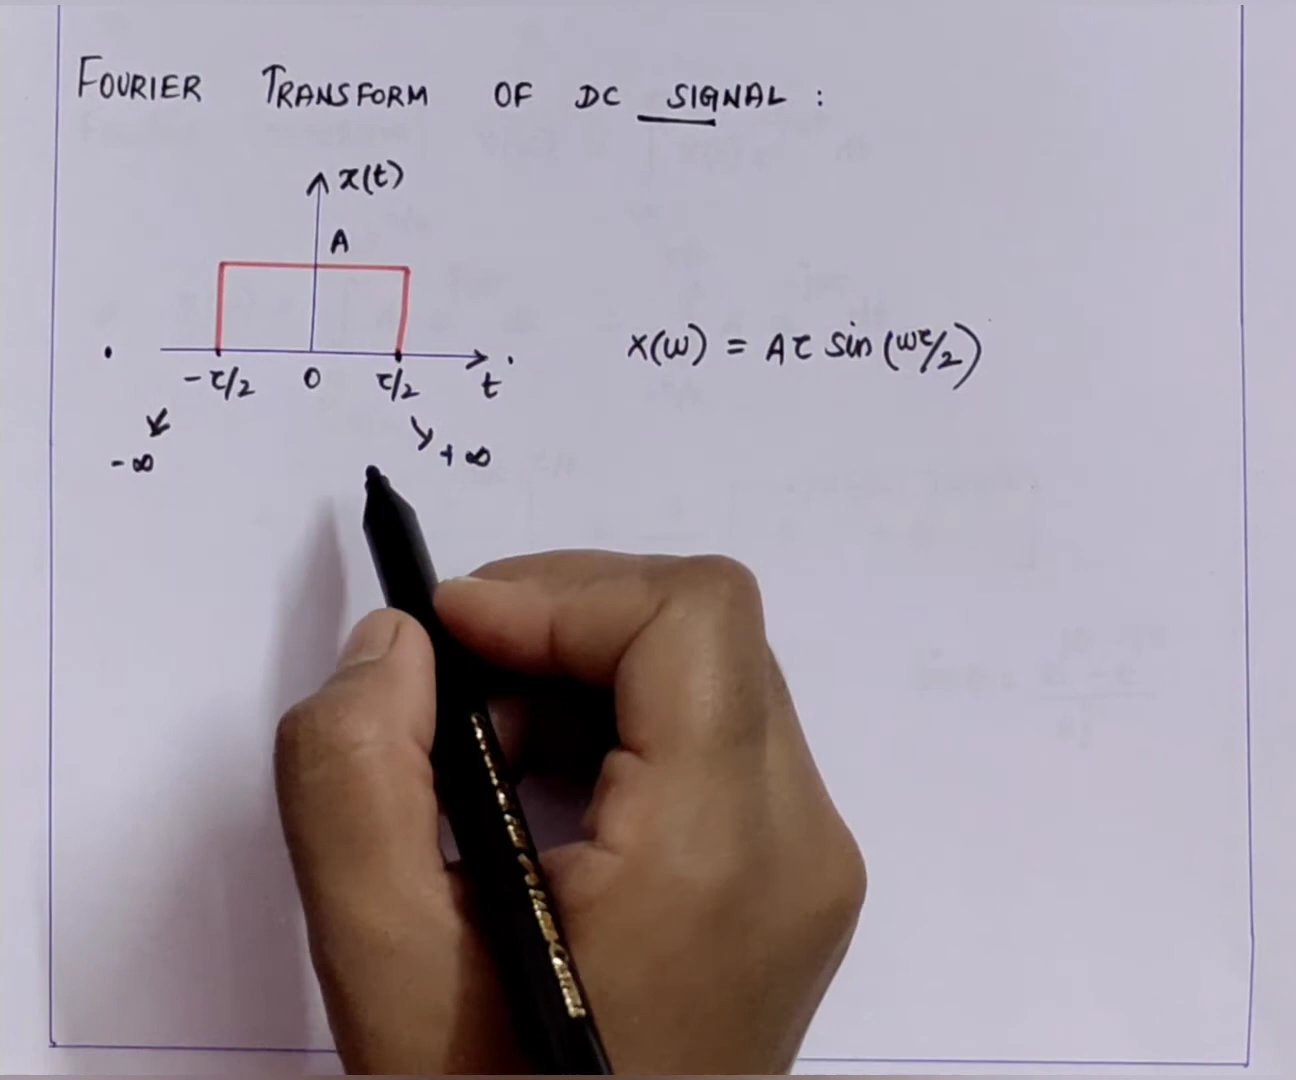 FOURIER TRANSFORM OF DC SIGNAL :
x(t)
A
-τ/2 0 τ/2 t
-∞ +∞
X(ω) = Aτ sin(ωτ/2)